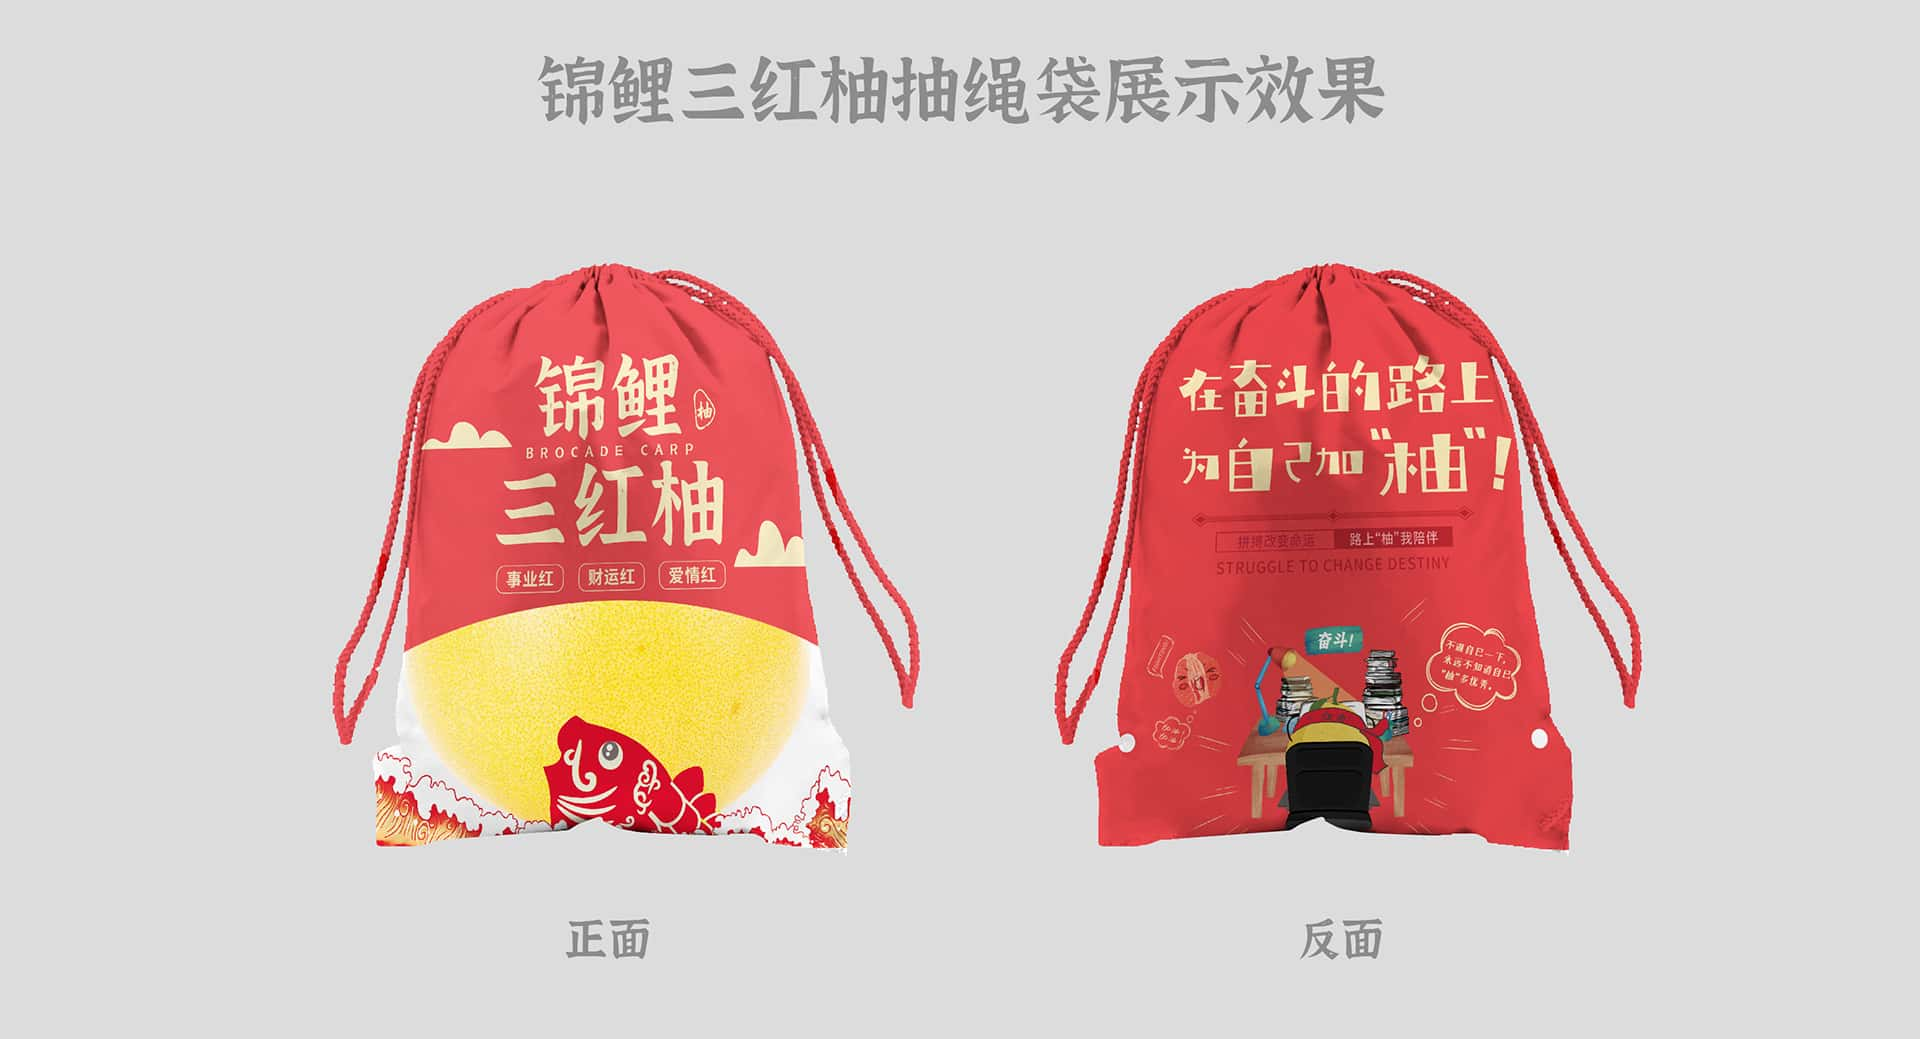 锦鲤三红柚抽绳袋展示效果
锦鲤
柚
BROCADE CARP
三红柚
事业红 财运红 爱情红
在奋斗的路上
为自己加"柚"!
拼搏改变命运 路上"柚"我陪伴
STRUGGLE TO CHANGE DESTINY
奋斗!
不逼自己一下,
永远不知道自己
"柚"多优秀。
正面
反面